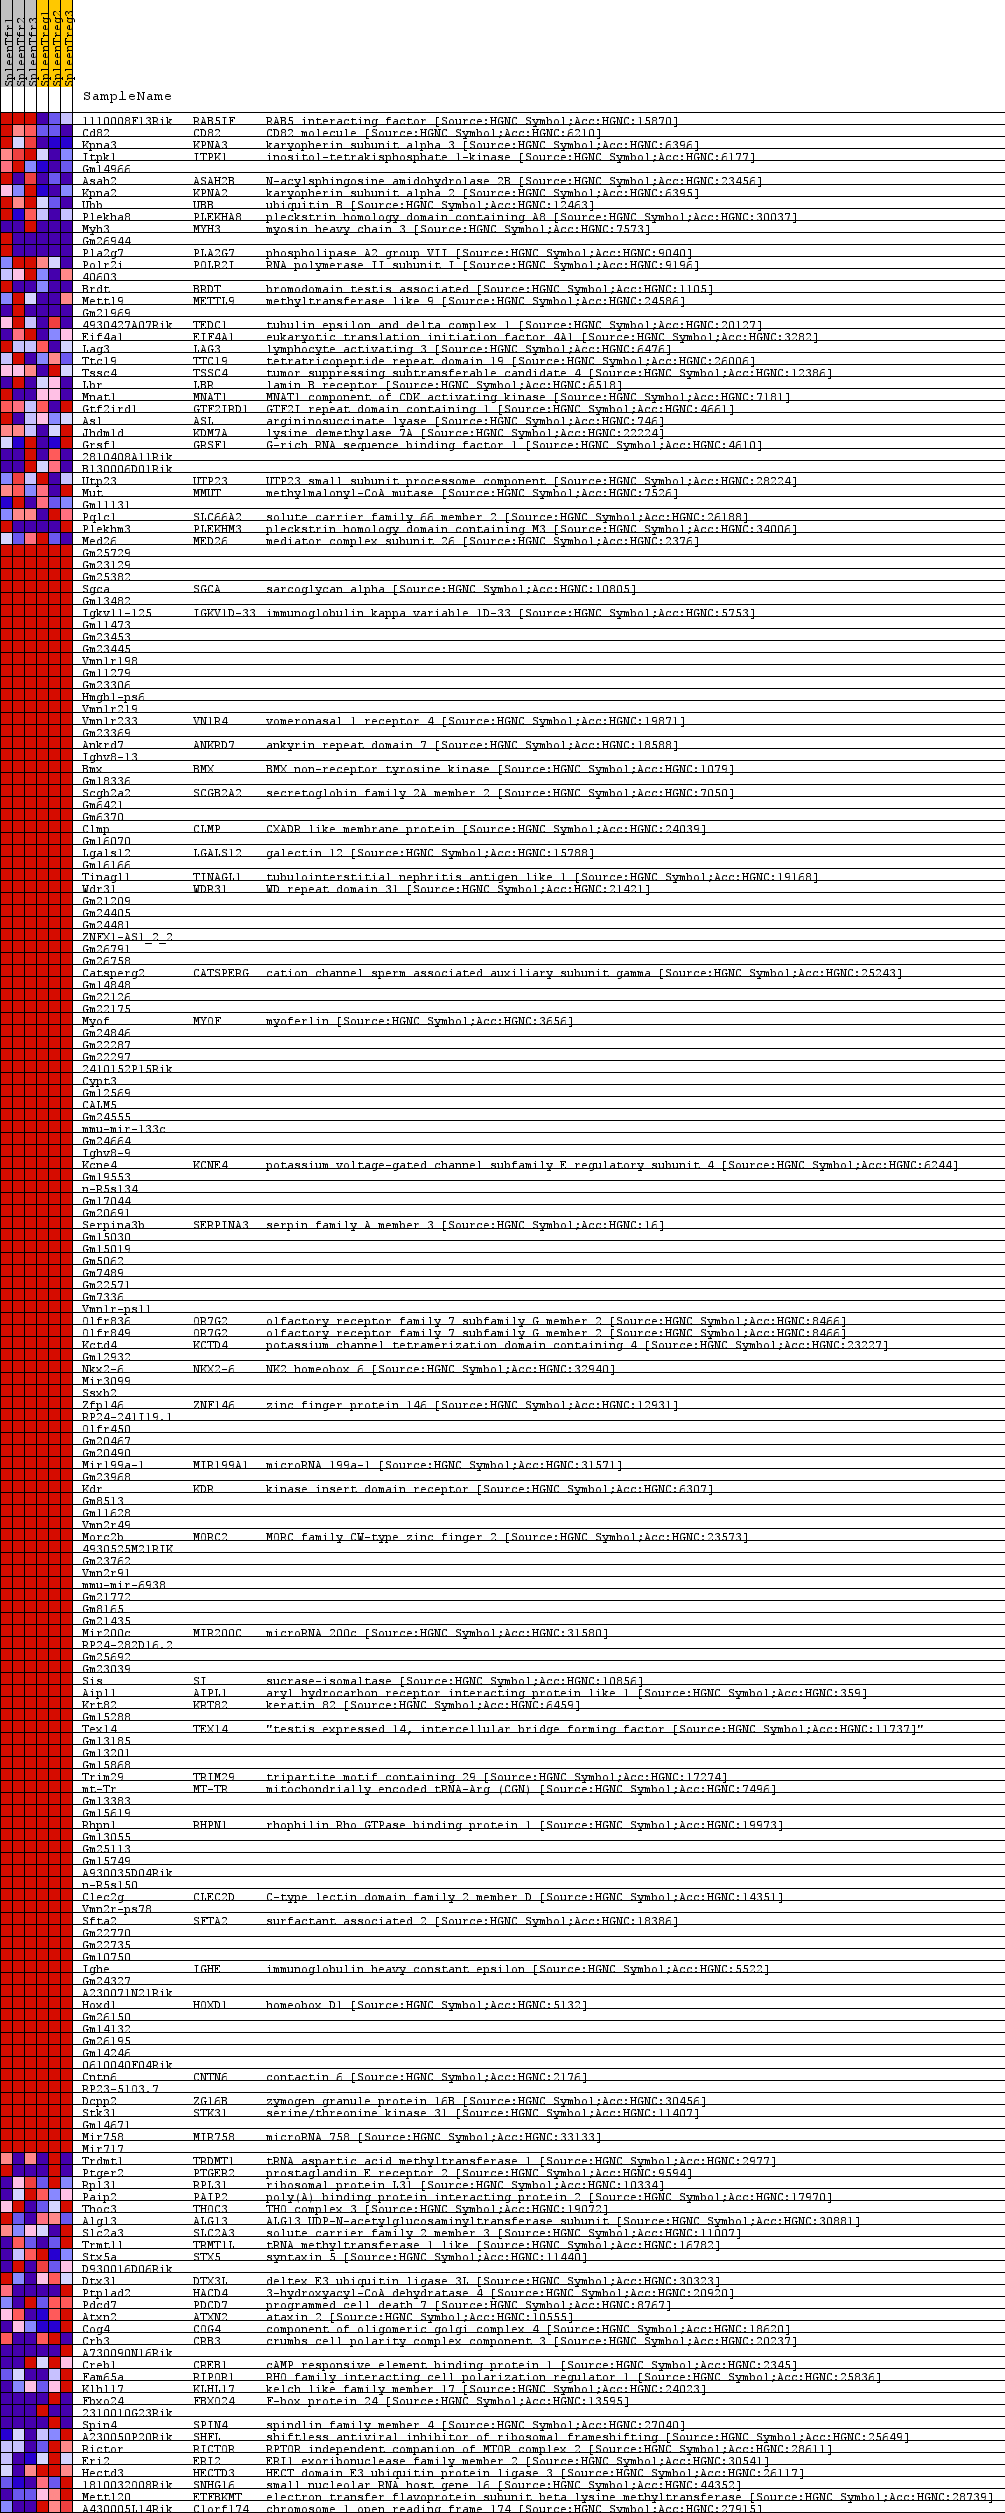 SpleenTfr1
SpleenTfr2
SpleenTfr3
SpleenTreg1
SpleenTreg2
SpleenTreg3
SampleName
1110008F13Rik RAB5IF RAB5 interacting factor [Source:HGNC Symbol;Acc:HGNC:15870]
Cd82 CD82 CD82 molecule [Source:HGNC Symbol;Acc:HGNC:6210]
Kpna3 KPNA3 karyopherin subunit alpha 3 [Source:HGNC Symbol;Acc:HGNC:6396]
Itpk1 ITPK1 inositol-tetrakisphosphate 1-kinase [Source:HGNC Symbol;Acc:HGNC:6177]
Gm14966
Asah2 ASAH2B N-acylsphingosine amidohydrolase 2B [Source:HGNC Symbol;Acc:HGNC:23456]
Kpna2 KPNA2 karyopherin subunit alpha 2 [Source:HGNC Symbol;Acc:HGNC:6395]
Ubb UBB ubiquitin B [Source:HGNC Symbol;Acc:HGNC:12463]
Plekha8 PLEKHA8 pleckstrin homology domain containing A8 [Source:HGNC Symbol;Acc:HGNC:30037]
Myh3 MYH3 myosin heavy chain 3 [Source:HGNC Symbol;Acc:HGNC:7573]
Gm26944
Pla2g7 PLA2G7 phospholipase A2 group VII [Source:HGNC Symbol;Acc:HGNC:9040]
Polr2i POLR2I RNA polymerase II subunit I [Source:HGNC Symbol;Acc:HGNC:9196]
40603
Brdt BRDT bromodomain testis associated [Source:HGNC Symbol;Acc:HGNC:1105]
Mettl9 METTL9 methyltransferase like 9 [Source:HGNC Symbol;Acc:HGNC:24586]
Gm21969
4930427A07Rik TEDC1 tubulin epsilon and delta complex 1 [Source:HGNC Symbol;Acc:HGNC:20127]
Eif4a1 EIF4A1 eukaryotic translation initiation factor 4A1 [Source:HGNC Symbol;Acc:HGNC:3282]
Lag3 LAG3 lymphocyte activating 3 [Source:HGNC Symbol;Acc:HGNC:6476]
Ttc19 TTC19 tetratricopeptide repeat domain 19 [Source:HGNC Symbol;Acc:HGNC:26006]
Tssc4 TSSC4 tumor suppressing subtransferable candidate 4 [Source:HGNC Symbol;Acc:HGNC:12386]
Lbr LBR lamin B receptor [Source:HGNC Symbol;Acc:HGNC:6518]
Mnat1 MNAT1 MNAT1 component of CDK activating kinase [Source:HGNC Symbol;Acc:HGNC:7181]
Gtf2ird1 GTF2IRD1 GTF2I repeat domain containing 1 [Source:HGNC Symbol;Acc:HGNC:4661]
Asl ASL argininosuccinate lyase [Source:HGNC Symbol;Acc:HGNC:746]
Jhdm1d KDM7A lysine demethylase 7A [Source:HGNC Symbol;Acc:HGNC:22224]
Grsf1 GRSF1 G-rich RNA sequence binding factor 1 [Source:HGNC Symbol;Acc:HGNC:4610]
2810408A11Rik
B130006D01Rik
Utp23 UTP23 UTP23 small subunit processome component [Source:HGNC Symbol;Acc:HGNC:28224]
Mut MMUT methylmalonyl-CoA mutase [Source:HGNC Symbol;Acc:HGNC:7526]
Gm11131
Pqlc1 SLC66A2 solute carrier family 66 member 2 [Source:HGNC Symbol;Acc:HGNC:26188]
Plekhm3 PLEKHM3 pleckstrin homology domain containing M3 [Source:HGNC Symbol;Acc:HGNC:34006]
Med26 MED26 mediator complex subunit 26 [Source:HGNC Symbol;Acc:HGNC:2376]
Gm25729
Gm23129
Gm25382
Sgca SGCA sarcoglycan alpha [Source:HGNC Symbol;Acc:HGNC:10805]
Gm13482
Igkv11-125 IGKV1D-33 immunoglobulin kappa variable 1D-33 [Source:HGNC Symbol;Acc:HGNC:5753]
Gm11473
Gm23453
Gm23445
Vmn1r198
Gm11279
Gm23306
Hmgb1-ps6
Vmn1r219
Vmn1r233 VN1R4 vomeronasal 1 receptor 4 [Source:HGNC Symbol;Acc:HGNC:19871]
Gm23369
Ankrd7 ANKRD7 ankyrin repeat domain 7 [Source:HGNC Symbol;Acc:HGNC:18588]
Ighv8-13
Bmx BMX BMX non-receptor tyrosine kinase [Source:HGNC Symbol;Acc:HGNC:1079]
Gm18336
Scgb2a2 SCGB2A2 secretoglobin family 2A member 2 [Source:HGNC Symbol;Acc:HGNC:7050]
Gm6421
Gm6370
Clmp CLMP CXADR like membrane protein [Source:HGNC Symbol;Acc:HGNC:24039]
Gm16070
Lgals12 LGALS12 galectin 12 [Source:HGNC Symbol;Acc:HGNC:15788]
Gm16166
Tinagl1 TINAGL1 tubulointerstitial nephritis antigen like 1 [Source:HGNC Symbol;Acc:HGNC:19168]
Wdr31 WDR31 WD repeat domain 31 [Source:HGNC Symbol;Acc:HGNC:21421]
Gm21209
Gm24405
Gm24481
ZNFX1-AS1_2_2
Gm26791
Gm26758
Catsperg2 CATSPERG cation channel sperm associated auxiliary subunit gamma [Source:HGNC Symbol;Acc:HGNC:25243]
Gm14848
Gm22126
Gm22175
Myof MYOF myoferlin [Source:HGNC Symbol;Acc:HGNC:3656]
Gm24846
Gm22287
Gm22297
2410152P15Rik
Cypt3
Gm12569
CALM5
Gm24555
mmu-mir-133c
Gm24664
Ighv8-9
Kcne4 KCNE4 potassium voltage-gated channel subfamily E regulatory subunit 4 [Source:HGNC Symbol;Acc:HGNC:6244]
Gm19553
n-R5s134
Gm17044
Gm20691
Serpina3b SERPINA3 serpin family A member 3 [Source:HGNC Symbol;Acc:HGNC:16]
Gm15030
Gm15019
Gm5062
Gm7489
Gm22571
Gm7336
Vmn1r-ps11
Olfr836 OR7G2 olfactory receptor family 7 subfamily G member 2 [Source:HGNC Symbol;Acc:HGNC:8466]
Olfr849 OR7G2 olfactory receptor family 7 subfamily G member 2 [Source:HGNC Symbol;Acc:HGNC:8466]
Kctd4 KCTD4 potassium channel tetramerization domain containing 4 [Source:HGNC Symbol;Acc:HGNC:23227]
Gm12932
Nkx2-6 NKX2-6 NK2 homeobox 6 [Source:HGNC Symbol;Acc:HGNC:32940]
Mir3099
Ssxb2
Zfp146 ZNF146 zinc finger protein 146 [Source:HGNC Symbol;Acc:HGNC:12931]
RP24-241I19.1
Olfr450
Gm20467
Gm20490
Mir199a-1 MIR199A1 microRNA 199a-1 [Source:HGNC Symbol;Acc:HGNC:31571]
Gm23968
Kdr KDR kinase insert domain receptor [Source:HGNC Symbol;Acc:HGNC:6307]
Gm8513
Gm11628
Vmn2r49
Morc2b MORC2 MORC family CW-type zinc finger 2 [Source:HGNC Symbol;Acc:HGNC:23573]
4930525M21RIK
Gm23762
Vmn2r91
mmu-mir-6938
Gm21772
Gm8165
Gm21435
Mir200c MIR200C microRNA 200c [Source:HGNC Symbol;Acc:HGNC:31580]
RP24-282D16.2
Gm25692
Gm23039
Sis SI sucrase-isomaltase [Source:HGNC Symbol;Acc:HGNC:10856]
Aipl1 AIPL1 aryl hydrocarbon receptor interacting protein like 1 [Source:HGNC Symbol;Acc:HGNC:359]
Krt82 KRT82 keratin 82 [Source:HGNC Symbol;Acc:HGNC:6459]
Gm15288
Tex14 TEX14 "testis expressed 14, intercellular bridge forming factor [Source:HGNC Symbol;Acc:HGNC:11737]"
Gm13185
Gm13201
Gm15868
Trim29 TRIM29 tripartite motif containing 29 [Source:HGNC Symbol;Acc:HGNC:17274]
mt-Tr MT-TR mitochondrially encoded tRNA-Arg (CGN) [Source:HGNC Symbol;Acc:HGNC:7496]
Gm13383
Gm15619
Rhpn1 RHPN1 rhophilin Rho GTPase binding protein 1 [Source:HGNC Symbol;Acc:HGNC:19973]
Gm13055
Gm25113
Gm15749
A930035D04Rik
n-R5s150
Clec2g CLEC2D C-type lectin domain family 2 member D [Source:HGNC Symbol;Acc:HGNC:14351]
Vmn2r-ps78
Sfta2 SFTA2 surfactant associated 2 [Source:HGNC Symbol;Acc:HGNC:18386]
Gm22770
Gm22735
Gm10750
Ighe IGHE immunoglobulin heavy constant epsilon [Source:HGNC Symbol;Acc:HGNC:5522]
Gm24327
A230071N21Rik
Hoxd1 HOXD1 homeobox D1 [Source:HGNC Symbol;Acc:HGNC:5132]
Gm26150
Gm14132
Gm26195
Gm14246
0610040F04Rik
Cntn6 CNTN6 contactin 6 [Source:HGNC Symbol;Acc:HGNC:2176]
RP23-5103.7
Dcpp2 ZG16B zymogen granule protein 16B [Source:HGNC Symbol;Acc:HGNC:30456]
Stk31 STK31 serine/threonine kinase 31 [Source:HGNC Symbol;Acc:HGNC:11407]
Gm14671
Mir758 MIR758 microRNA 758 [Source:HGNC Symbol;Acc:HGNC:33133]
Mir717
Trdmt1 TRDMT1 tRNA aspartic acid methyltransferase 1 [Source:HGNC Symbol;Acc:HGNC:2977]
Ptger2 PTGER2 prostaglandin E receptor 2 [Source:HGNC Symbol;Acc:HGNC:9594]
Rpl31 RPL31 ribosomal protein L31 [Source:HGNC Symbol;Acc:HGNC:10334]
Paip2 PAIP2 poly(A) binding protein interacting protein 2 [Source:HGNC Symbol;Acc:HGNC:17970]
Thoc3 THOC3 THO complex 3 [Source:HGNC Symbol;Acc:HGNC:19072]
Alg13 ALG13 ALG13 UDP-N-acetylglucosaminyltransferase subunit [Source:HGNC Symbol;Acc:HGNC:30881]
Slc2a3 SLC2A3 solute carrier family 2 member 3 [Source:HGNC Symbol;Acc:HGNC:11007]
Trmt1l TRMT1L tRNA methyltransferase 1 like [Source:HGNC Symbol;Acc:HGNC:16782]
Stx5a STX5 syntaxin 5 [Source:HGNC Symbol;Acc:HGNC:11440]
D930016D06Rik
Dtx3l DTX3L deltex E3 ubiquitin ligase 3L [Source:HGNC Symbol;Acc:HGNC:30323]
Ptplad2 HACD4 3-hydroxyacyl-CoA dehydratase 4 [Source:HGNC Symbol;Acc:HGNC:20920]
Pdcd7 PDCD7 programmed cell death 7 [Source:HGNC Symbol;Acc:HGNC:8767]
Atxn2 ATXN2 ataxin 2 [Source:HGNC Symbol;Acc:HGNC:10555]
Cog4 COG4 component of oligomeric golgi complex 4 [Source:HGNC Symbol;Acc:HGNC:18620]
Crb3 CRB3 crumbs cell polarity complex component 3 [Source:HGNC Symbol;Acc:HGNC:20237]
A730090N16Rik
Creb1 CREB1 cAMP responsive element binding protein 1 [Source:HGNC Symbol;Acc:HGNC:2345]
Fam65a RIPOR1 RHO family interacting cell polarization regulator 1 [Source:HGNC Symbol;Acc:HGNC:25836]
Klhl17 KLHL17 kelch like family member 17 [Source:HGNC Symbol;Acc:HGNC:24023]
Fbxo24 FBXO24 F-box protein 24 [Source:HGNC Symbol;Acc:HGNC:13595]
2310010G23Rik
Spin4 SPIN4 spindlin family member 4 [Source:HGNC Symbol;Acc:HGNC:27040]
A230050P20Rik SHFL shiftless antiviral inhibitor of ribosomal frameshifting [Source:HGNC Symbol;Acc:HGNC:25649]
Rictor RICTOR RPTOR independent companion of MTOR complex 2 [Source:HGNC Symbol;Acc:HGNC:28611]
Eri2 ERI2 ERI1 exoribonuclease family member 2 [Source:HGNC Symbol;Acc:HGNC:30541]
Hectd3 HECTD3 HECT domain E3 ubiquitin protein ligase 3 [Source:HGNC Symbol;Acc:HGNC:26117]
1810032O08Rik SNHG16 small nucleolar RNA host gene 16 [Source:HGNC Symbol;Acc:HGNC:44352]
Mettl20 ETFBKMT electron transfer flavoprotein subunit beta lysine methyltransferase [Source:HGNC Symbol;Acc:HGNC:28739]
A430005L14Rik C1orf174 chromosome 1 open reading frame 174 [Source:HGNC Symbol;Acc:HGNC:27915]